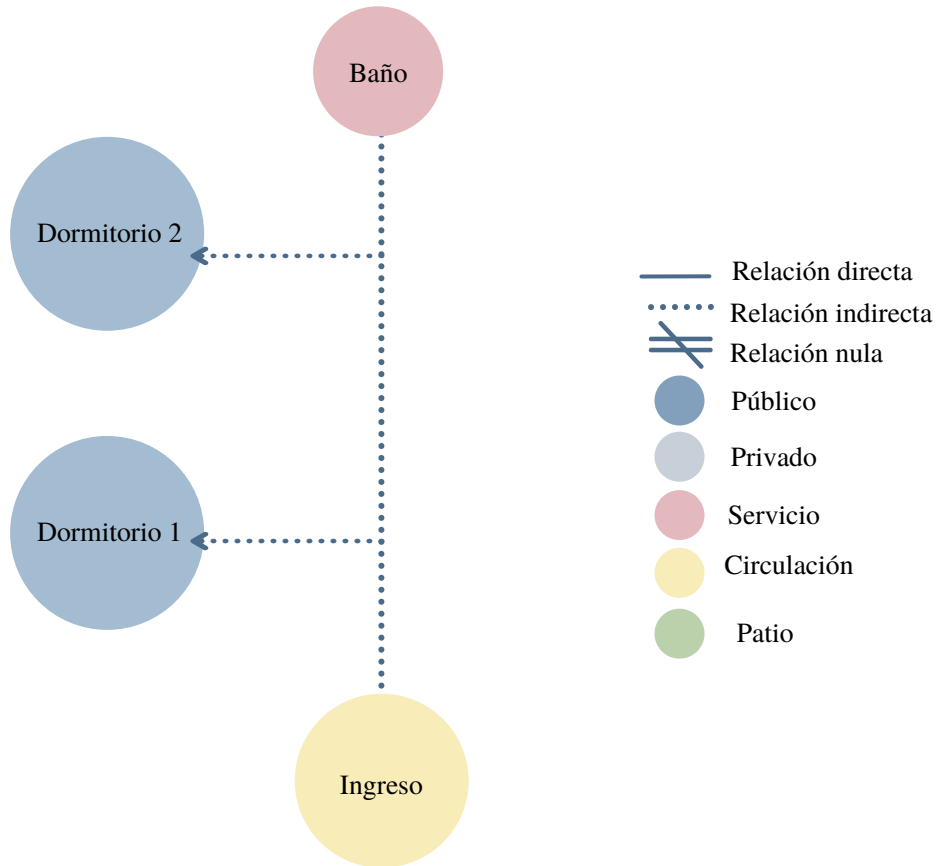 Baño
Dormitorio 2
Dormitorio 1
Ingreso
Relación directa
Relación indirecta
Relación nula
Público
Privado
Servicio
Circulación
Patio